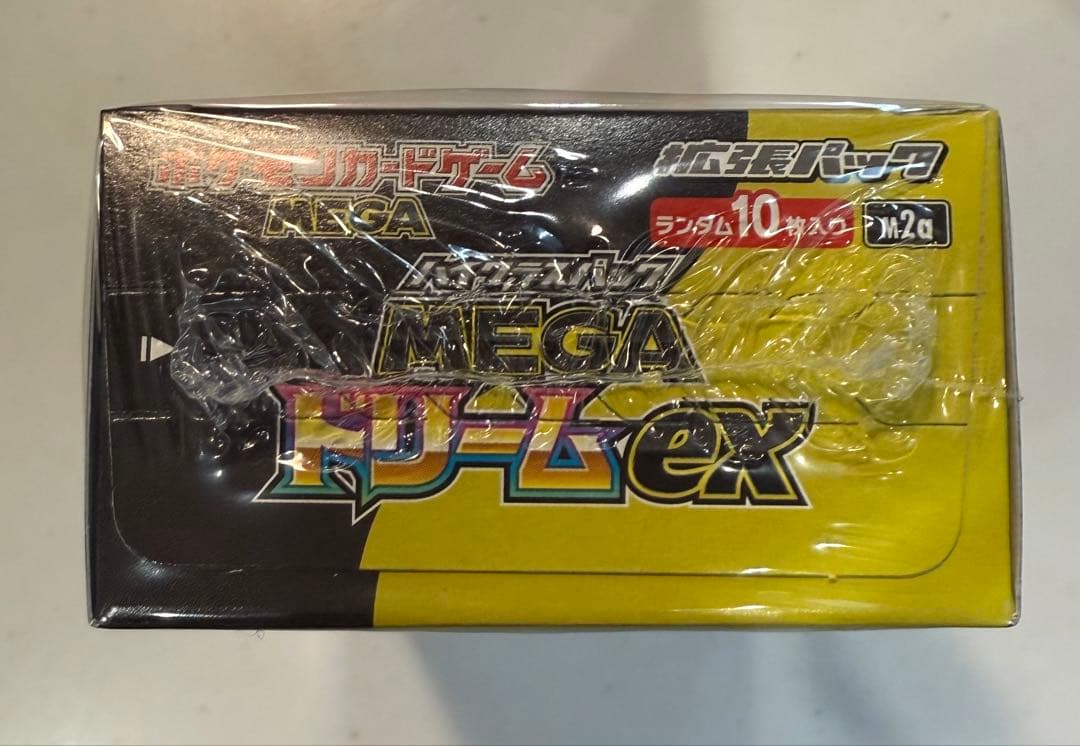 ポケモンカードゲーム
MEGA
拡張パック
ランダム10枚入り
M2a
ハイクラスパック
MEGA
ドリームex